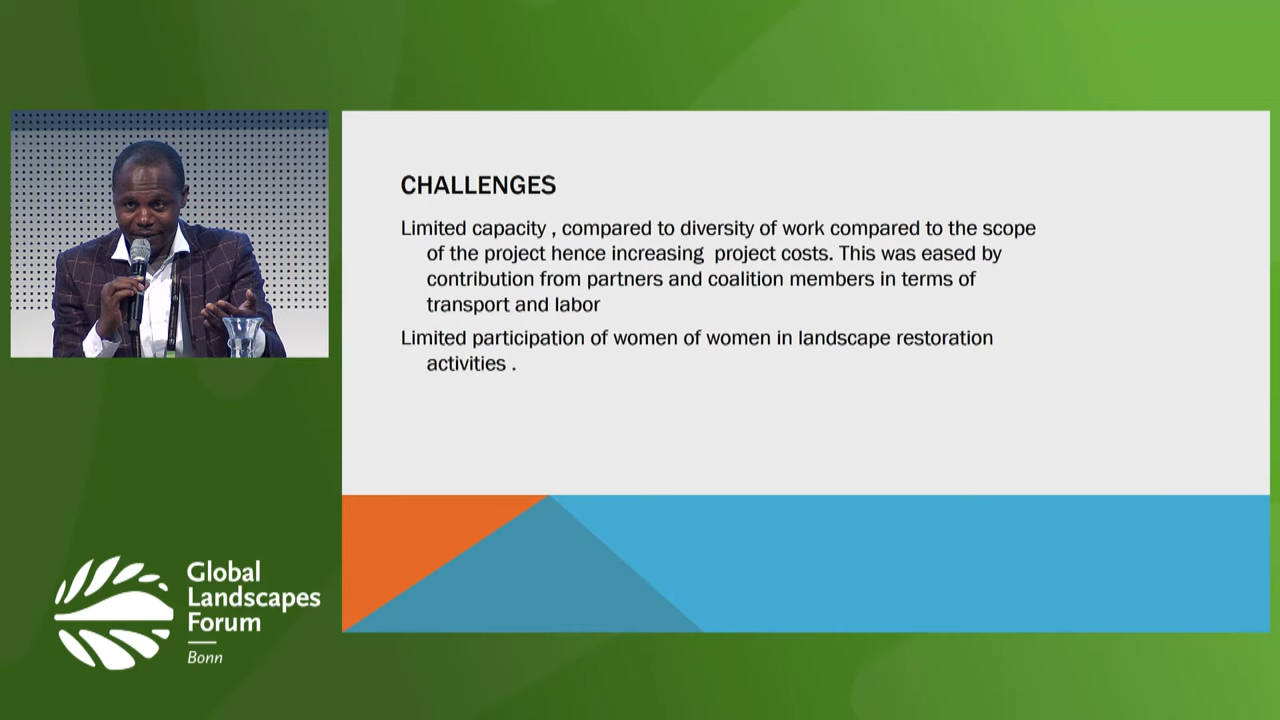 CHALLENGES
Limited capacity , compared to diversity of work compared to the scope
of the project hence increasing  project costs. This was eased by
contribution from partners and coalition members in terms of
transport and labor
Limited participation of women of women in landscape restoration
activities .
Global
Landscapes
Forum
Bonn